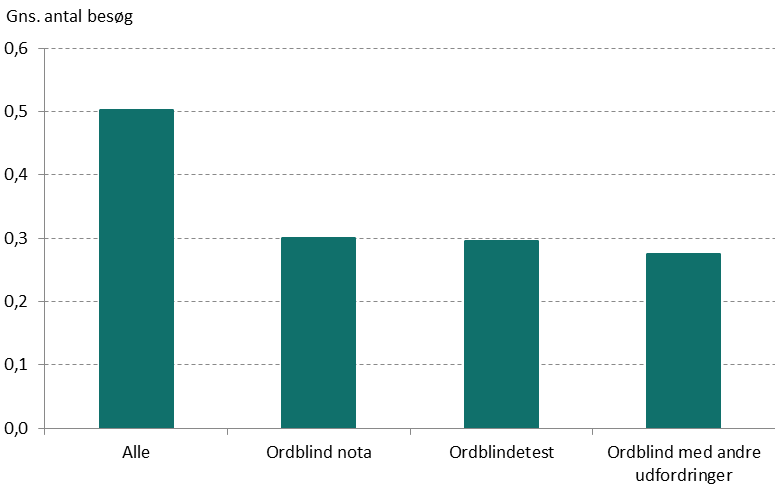 Gns. antal besøg
0,6
0,5
0,4
0,3
0,2
0,1
0,0
Alle
Ordblind nota
Ordblindetest
Ordblind med andre
udfordringer